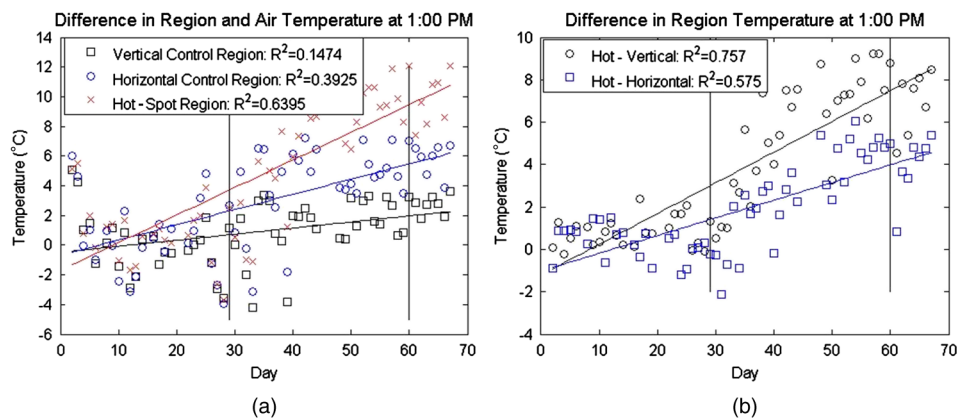 Difference in Region and Air Temperature at 1:00 PM
14
12
10
8
6
4
2
0
-2
-4
-6
Temperature (°C)
Vertical Control Region: R²=0.1474
Horizontal Control Region: R²=0.3925
Hot - Spot Region: R²=0.6395
0
10
20
30
40
50
60
70
Day
(a)
Difference in Region Temperature at 1:00 PM
10
8
6
4
2
0
-2
-4
Temperature (°C)
Hot - Vertical: R²=0.757
Hot - Horizontal: R²=0.575
0
10
20
30
40
50
60
70
Day
(b)